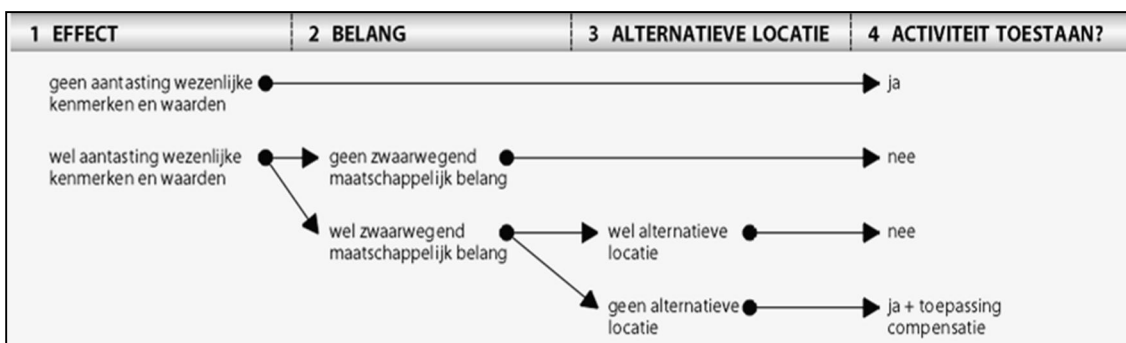 1 EFFECT
2 BELANG
3 ALTERNATIEVE LOCATIE
4 ACTIVITEIT TOESTAAN?
geen aantasting wezenlijke
kenmerken en waarden
ja
wel aantasting wezenlijke
kenmerken en waarden
geen zwaarwegend
maatschappelijk belang
nee
wel zwaarwegend
maatschappelijk belang
wel alternatieve
locatie
nee
geen alternatieve
locatie
ja + toepassing
compensatie